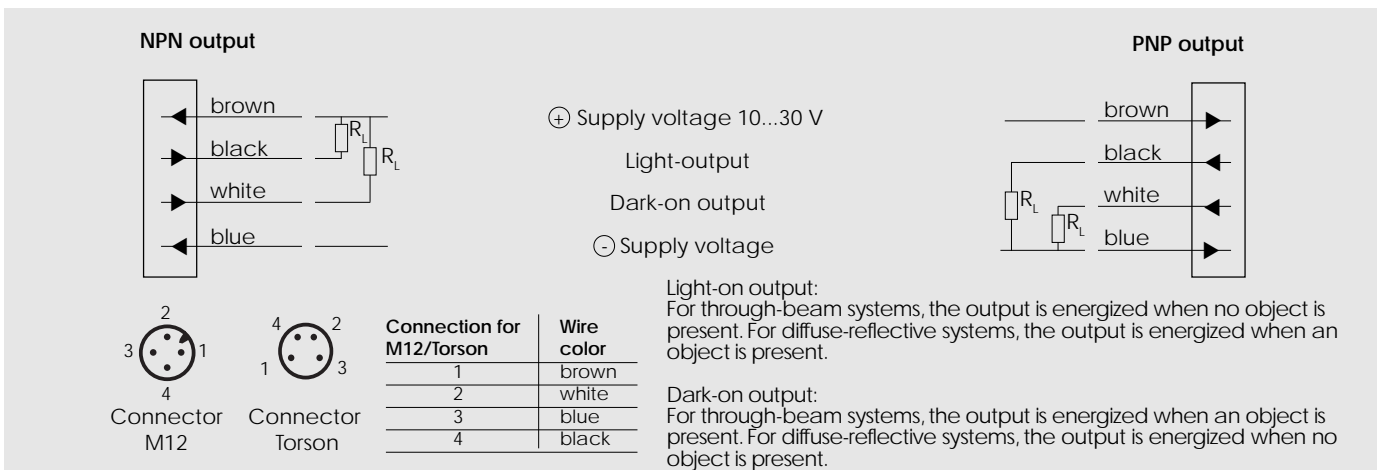 NPN output
PNP output
brown
R_L
black
R_L
white
blue
+ Supply voltage 10...30 V
Light-output
Dark-on output
- Supply voltage
brown
black
R_L
white
R_L
blue
2
3
1
4
Connector
M12
4
2
1
3
Connector
Torson
Connection for M12/Torson | Wire color
1 brown
2 white
3 blue
4 black
Light-on output:
For through-beam systems, the output is energized when no object is
present. For diffuse-reflective systems, the output is energized when an
object is present.
Dark-on output:
For through-beam systems, the output is energized when an object is
present. For diffuse-reflective systems, the output is energized when no
object is present.